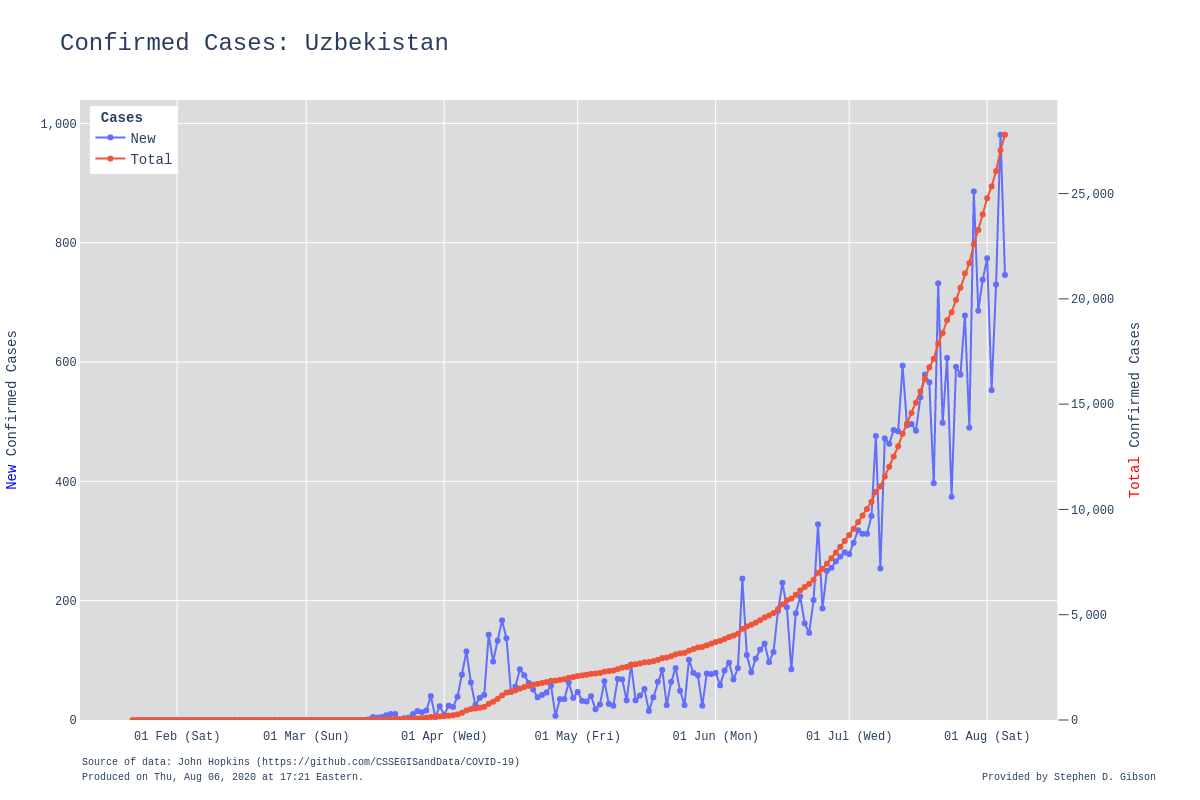 Confirmed Cases: Uzbekistan
Cases
New
Total
1,000
800
600
400
200
0
25,000
20,000
15,000
10,000
5,000
0
New Confirmed Cases
Total Confirmed Cases
01 Feb (Sat)
01 Mar (Sun)
01 Apr (Wed)
01 May (Fri)
01 Jun (Mon)
01 Jul (Wed)
01 Aug (Sat)
Source of data: John Hopkins (https://github.com/CSSEGISandData/COVID-19)
Produced on Thu, Aug 06, 2020 at 17:21 Eastern.
Provided by Stephen D. Gibson